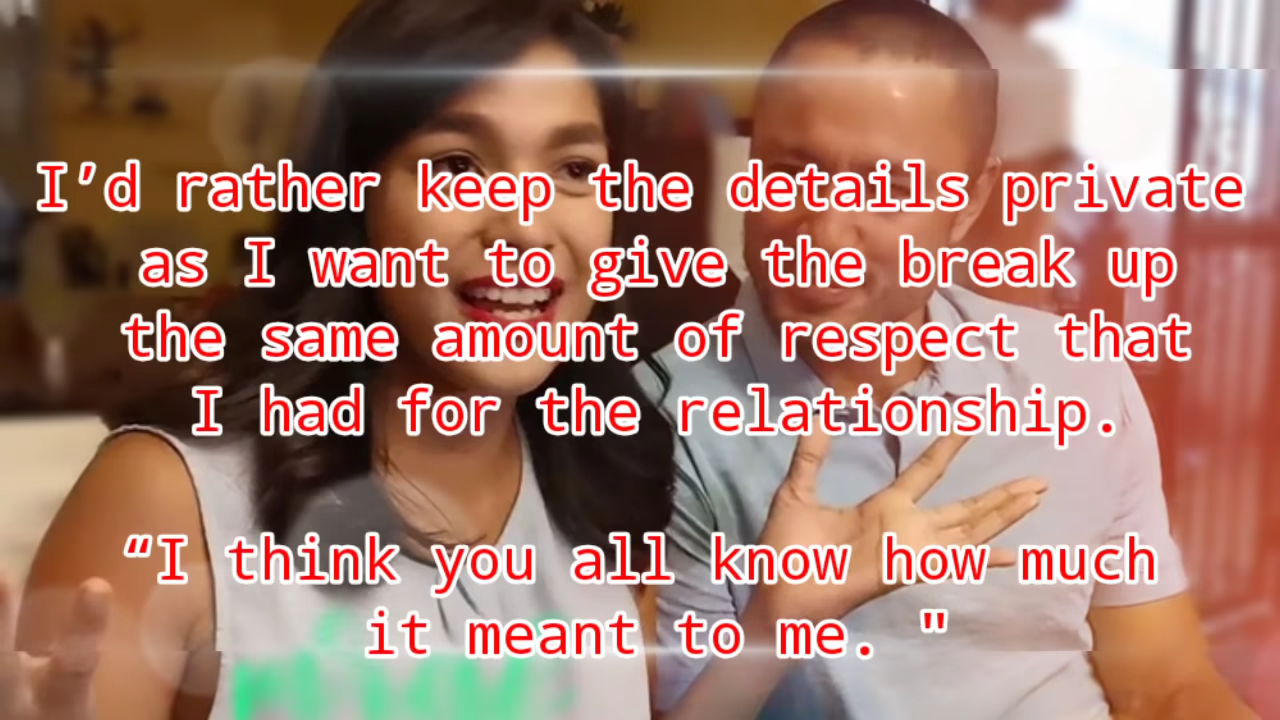 I’d rather keep the details private
as I want to give the break up
the same amount of respect that
I had for the relationship.
“I think you all know how much
it meant to me. "